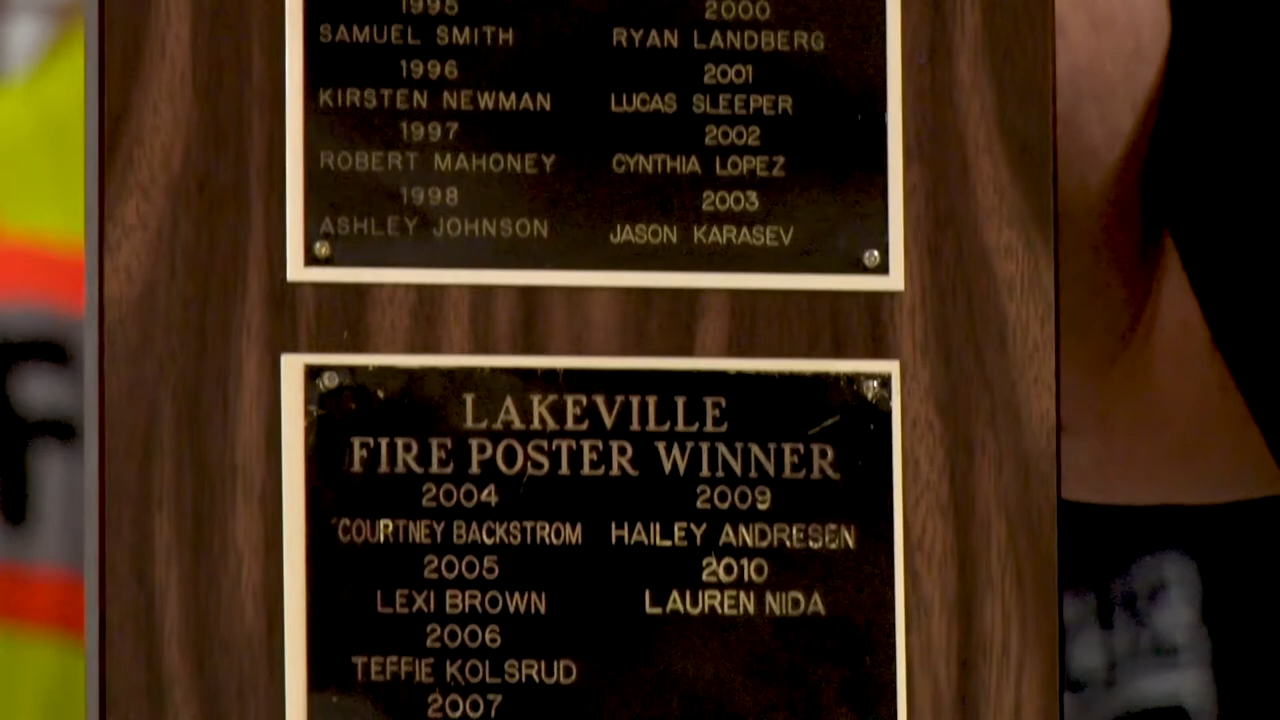 1995
SAMUEL SMITH
1996
KIRSTEN NEWMAN
1997
ROBERT MAHONEY
1998
ASHLEY JOHNSON
2000
RYAN LANDBERG
2001
LUCAS SLEEPER
2002
CYNTHIA LOPEZ
2003
JASON KARASEV
LAKEVILLE
FIRE POSTER WINNER
2004
COURTNEY BACKSTROM
2005
LEXI BROWN
2006
TEFFIE KOLSRUD
2007
2009
HAILEY ANDRESEN
2010
LAUREN NIDA